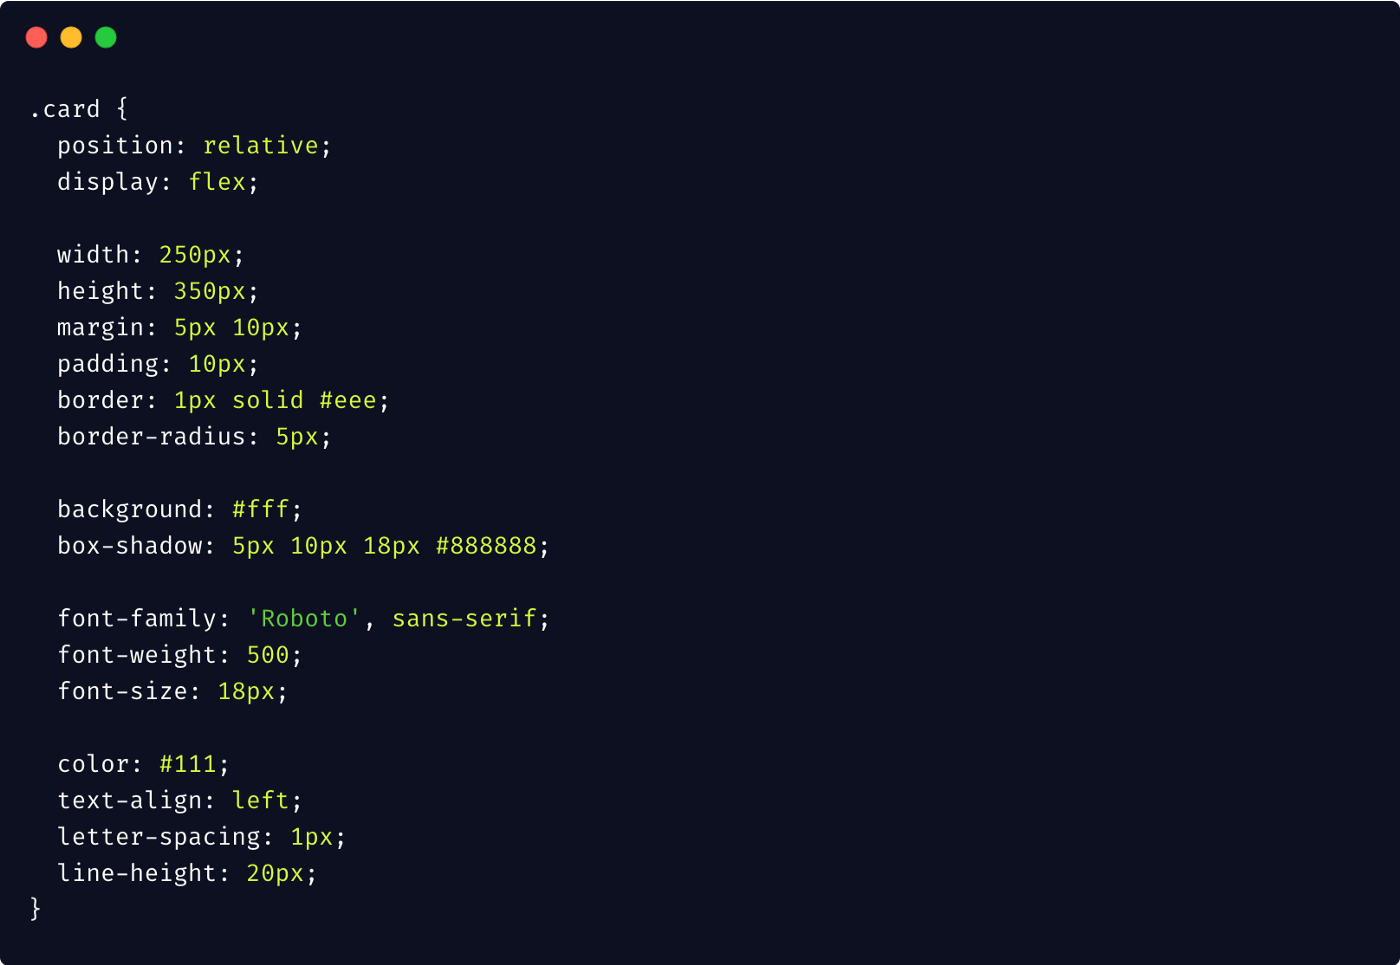 .card {
  position: relative;
  display: flex;

  width: 250px;
  height: 350px;
  margin: 5px 10px;
  padding: 10px;
  border: 1px solid #eee;
  border-radius: 5px;

  background: #fff;
  box-shadow: 5px 10px 18px #888888;

  font-family: 'Roboto', sans-serif;
  font-weight: 500;
  font-size: 18px;

  color: #111;
  text-align: left;
  letter-spacing: 1px;
  line-height: 20px;
}